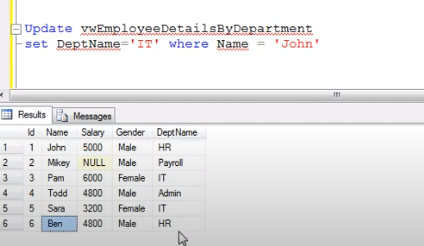 Update vwEmployeeDetailsByDepartment
set DeptName='IT' where Name = 'John'
Results Messages
Id Name Salary Gender DeptName
1 1 John 5000 Male HR
2 2 Mikey NULL Male Payroll
3 3 Pam 6000 Female IT
4 4 Todd 4800 Male Admin
5 5 Sara 3200 Female IT
6 6 Ben 4800 Male HR